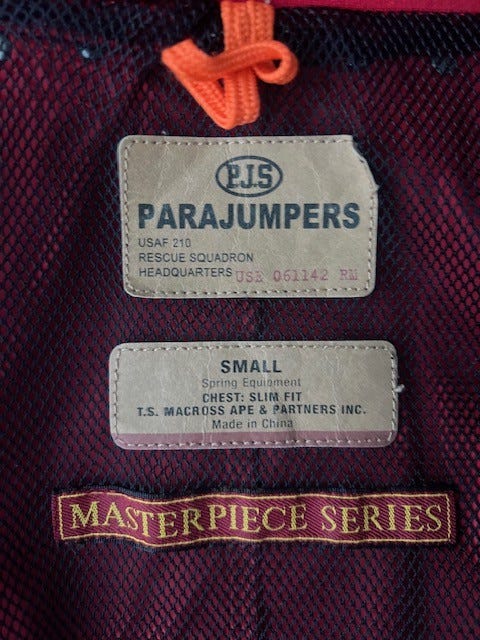 P.J.S
PARAJUMPERS
USAF 210
RESCUE SQUADRON
HEADQUARTERS USE 061142 RM
SMALL
Spring Equipment
CHEST: SLIM FIT
T.S. MACROSS APE & PARTNERS INC.
Made in China
MASTERPIECE SERIES